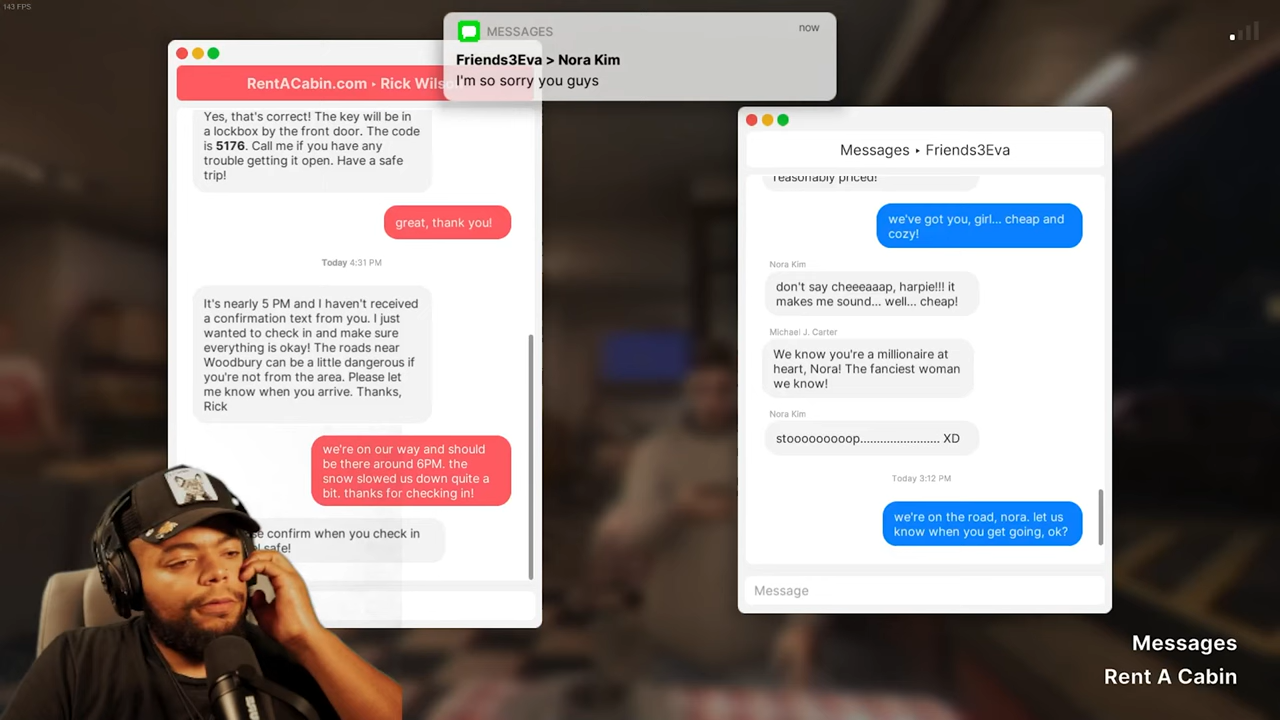 143 FPS
MESSAGES
now
Friends3Eva > Nora Kim
I'm so sorry you guys
RentACabin.com ‣ Rick Wils
Yes, that's correct! The key will be
in a lockbox by the front door. The code
is 5176. Call me if you have any
trouble getting it open. Have a safe
trip!
great, thank you!
Today 4:31 PM
It's nearly 5 PM and I haven't received
a confirmation text from you. I just
wanted to check in and make sure
everything is okay! The roads near
Woodbury can be a little dangerous if
you're not from the area. Please let
me know when you arrive. Thanks,
Rick
we're on our way and should
be there around 6PM. the
snow slowed us down quite a
bit. thanks for checking in!
confirm when you check in
safe!
Messages ‣ Friends3Eva
reasonably priced!
we've got you, girl... cheap and
cozy!
Nora Kim
don't say cheeeaaap, harpie!!! it
makes me sound... well... cheap!
Michael J. Carter
We know you're a millionaire at
heart, Nora! The fanciest woman
we know!
Nora Kim
stooooooooop........................ XD
Today 3:12 PM
we're on the road, nora. let us
know when you get going, ok?
Message
Messages
Rent A Cabin